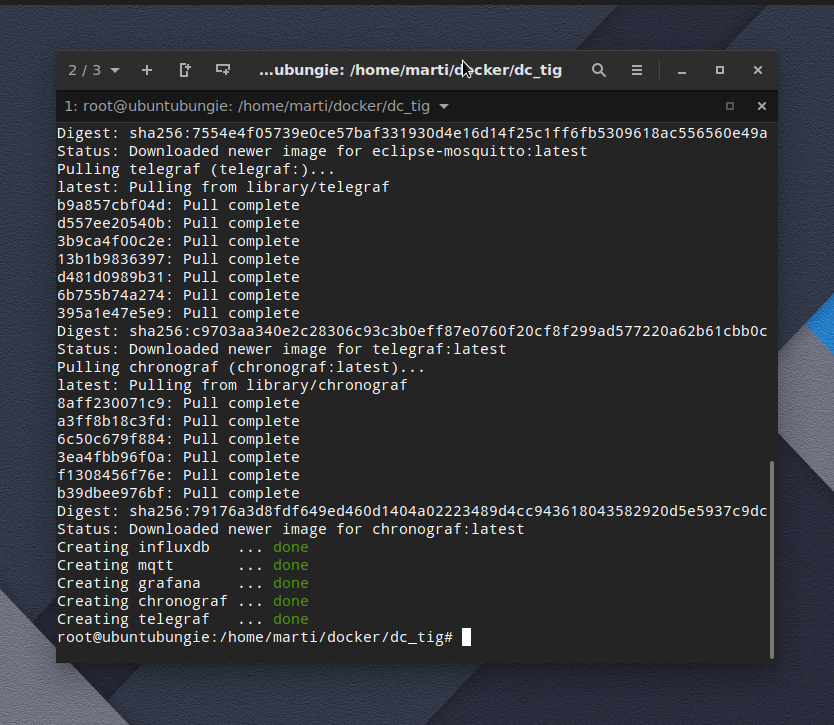 2 / 3
...ubungie: /home/marti/docker/dc_tig
1: root@ubuntubungie: /home/marti/docker/dc_tig
Digest: sha256:7554e4f05739e0ce57baf331930d4e16d14f25c1ff6fb5309618ac556560e49a
Status: Downloaded newer image for eclipse-mosquitto:latest
Pulling telegraf (telegraf:)...
latest: Pulling from library/telegraf
b9a857cbf04d: Pull complete
d557ee20540b: Pull complete
3b9ca4f00c2e: Pull complete
13b1b9836397: Pull complete
d481d0989b31: Pull complete
6b755b74a274: Pull complete
395a1e47e5e9: Pull complete
Digest: sha256:c9703aa340e2c28306c93c3b0eff87e0760f20cf8f299ad577220a62b61cbb0c
Status: Downloaded newer image for telegraf:latest
Pulling chronograf (chronograf:latest)...
latest: Pulling from library/chronograf
8aff230071c9: Pull complete
a3ff8b18c3fd: Pull complete
6c50c679f884: Pull complete
3ea4fbb96f0a: Pull complete
f1308456f76e: Pull complete
b39dbee976bf: Pull complete
Digest: sha256:79176a3d8fdf649ed460d1404a02223489d4cc943618043582920d5e5937c9dc
Status: Downloaded newer image for chronograf:latest
Creating influxdb   ... done
Creating mqtt       ... done
Creating grafana    ... done
Creating chronograf ... done
Creating telegraf   ... done
root@ubuntubungie:/home/marti/docker/dc_tig#